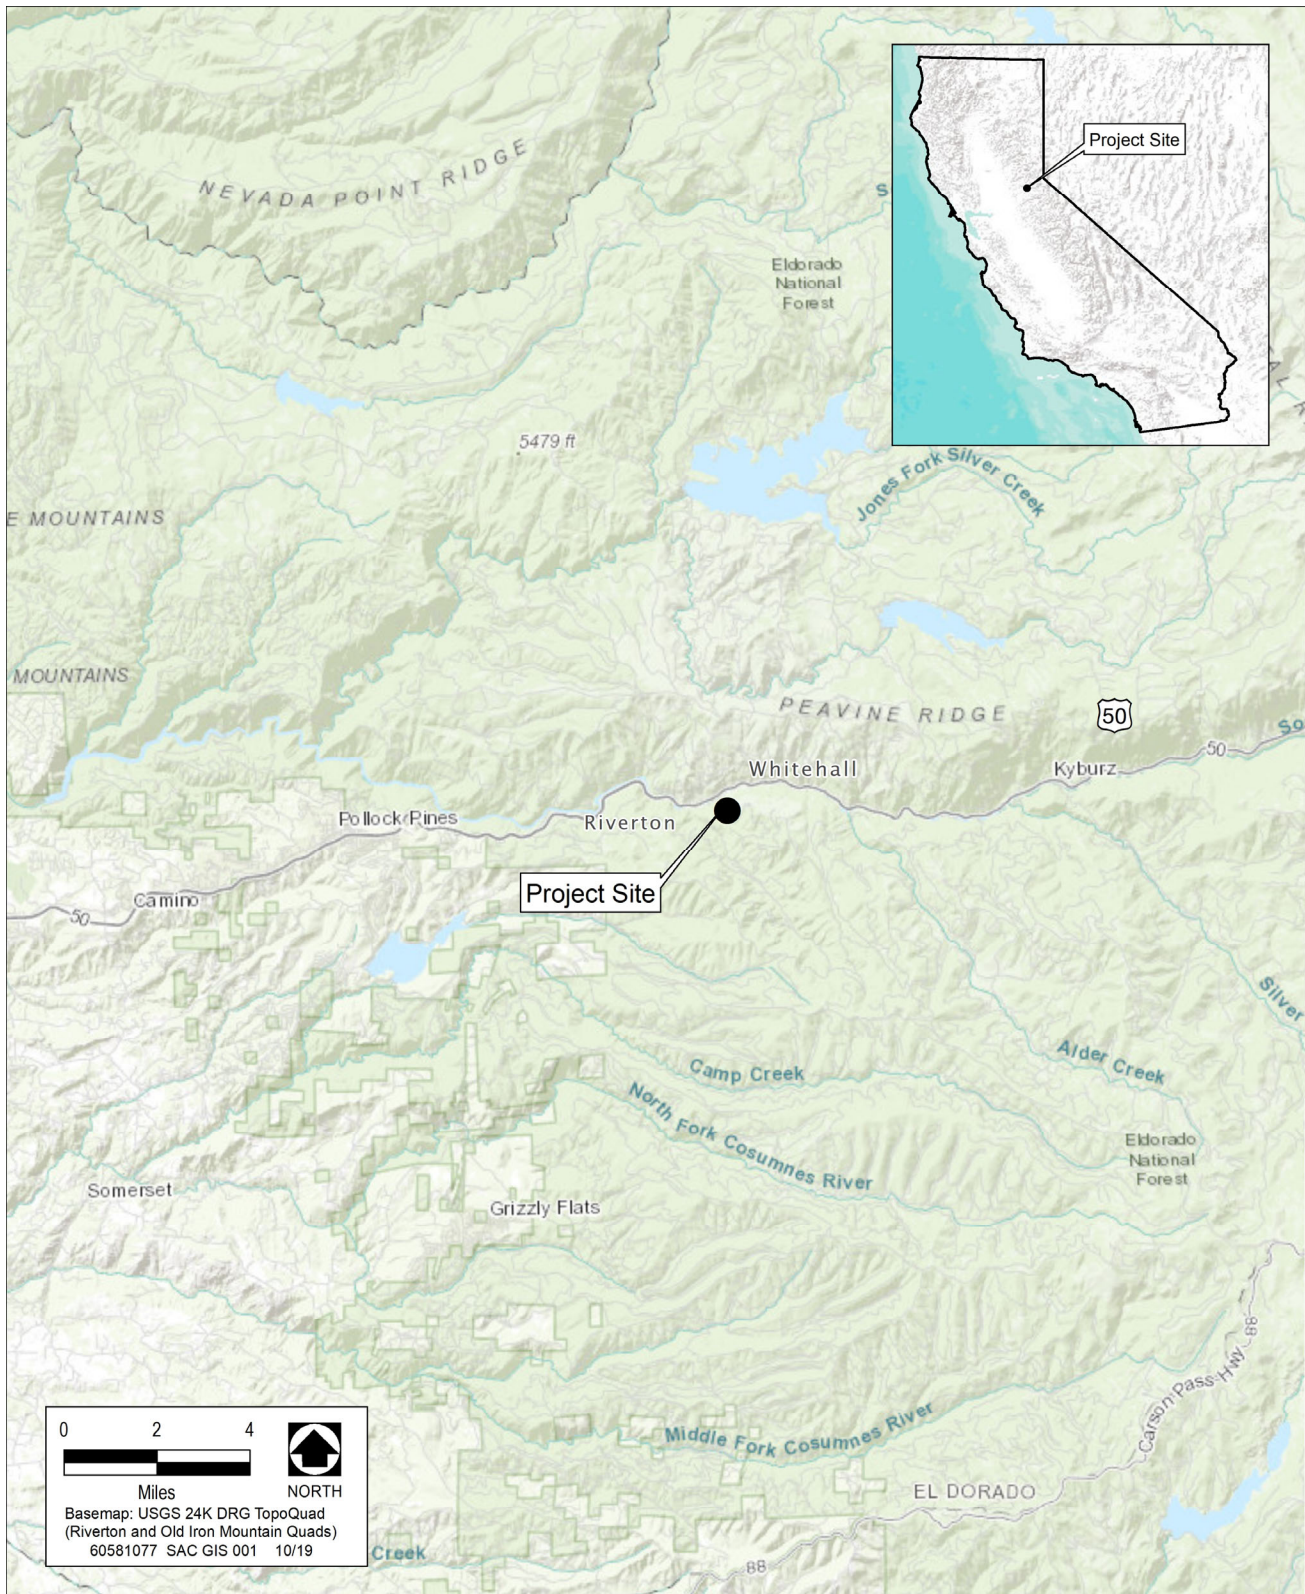 NEVADA POINT RIDGE
S
Project Site
Eldorado
National
Forest
AL
5479 ft
Jones Fork Silver Creek
E MOUNTAINS
MOUNTAINS
PEAVINE RIDGE
50
So
50
Whitehall
Kyburz
Pollock Pines
Riverton
Project Site
Camino
50
Silver
Camp Creek
Alder Creek
North Fork Cosumnes River
Eldorado
National
Forest
Somerset
Grizzly Flats
88
Carson Pass Hwy
Middle Fork Cosumnes River
EL DORADO
88
Creek
0 2 4
Miles
NORTH
Basemap: USGS 24K DRG TopoQuad
(Riverton and Old Iron Mountain Quads)
60581077 SAC GIS 001 10/19